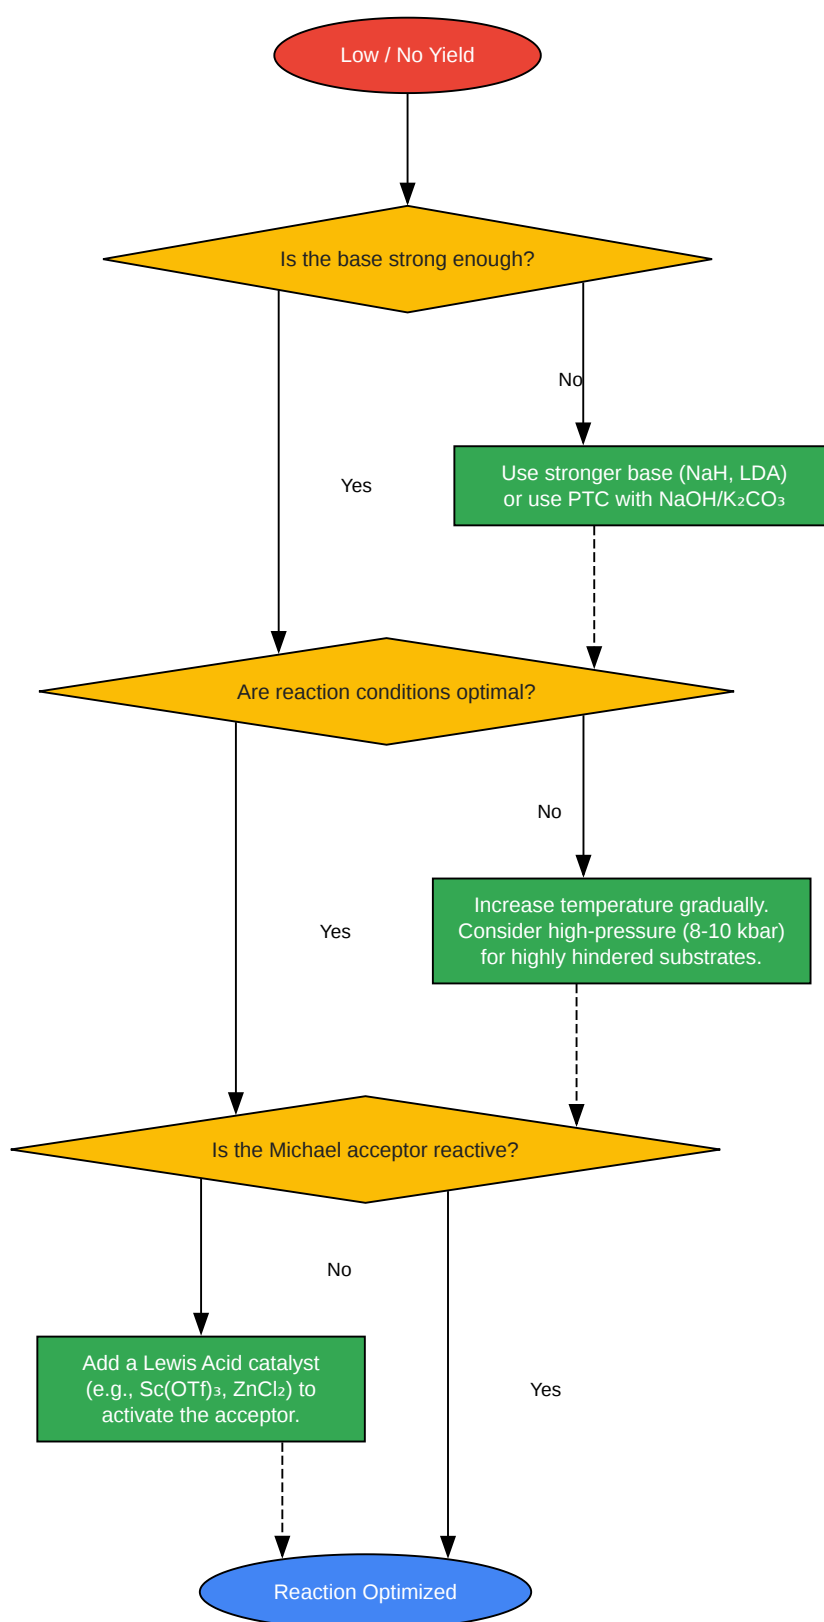 Low / No Yield
Is the base strong enough?
No
Use stronger base (NaH, LDA)
or use PTC with NaOH/K₂CO₃
Yes
Are reaction conditions optimal?
No
Increase temperature gradually.
Consider high-pressure (8-10 kbar)
for highly hindered substrates.
Yes
Is the Michael acceptor reactive?
No
Add a Lewis Acid catalyst
(e.g., Sc(OTf)₃, ZnCl₂) to
activate the acceptor.
Yes
Reaction Optimized